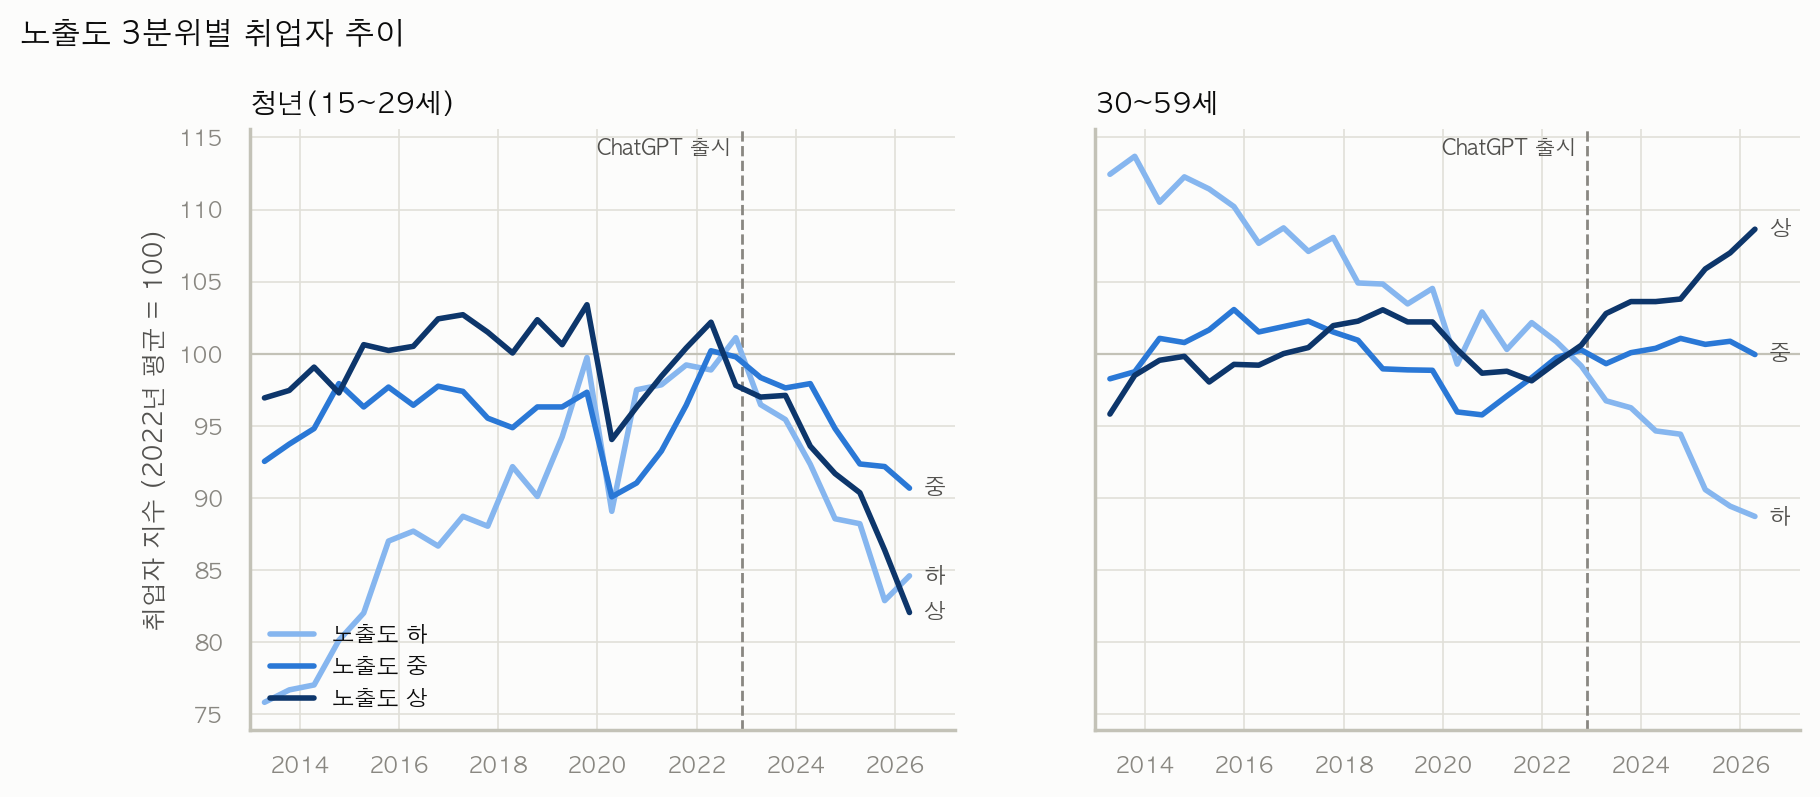 노출도 3분위별 취업자 추이
청년(15~29세)
115
110
105
100
95
90
85
80
75
취업자 지수 (2022년 평균 = 100)
ChatGPT 출시
중
하
상
노출도 하
노출도 중
노출도 상
2014 2016 2018 2020 2022 2024 2026
30~59세
ChatGPT 출시
상
중
하
2014 2016 2018 2020 2022 2024 2026